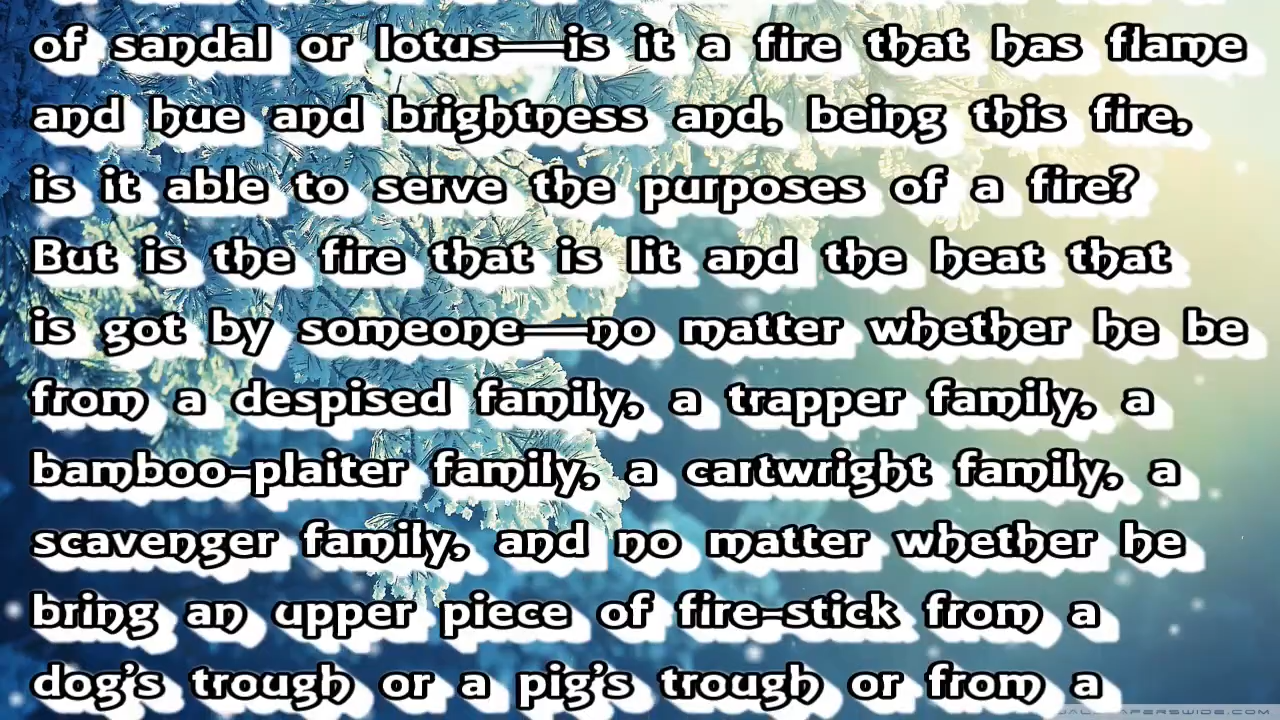 of sandal or lotus—is it a fire that has flame
and hue and brightness and, being this fire,
is it able to serve the purposes of a fire?
But is the fire that is lit and the heat that
is got by someone—no matter whether he be
from a despised family, a trapper family, a
bamboo-plaiter family, a cartwright family, a
scavenger family, and no matter whether he
bring an upper piece of fire-stick from a
dog's trough or a pig's trough or from a